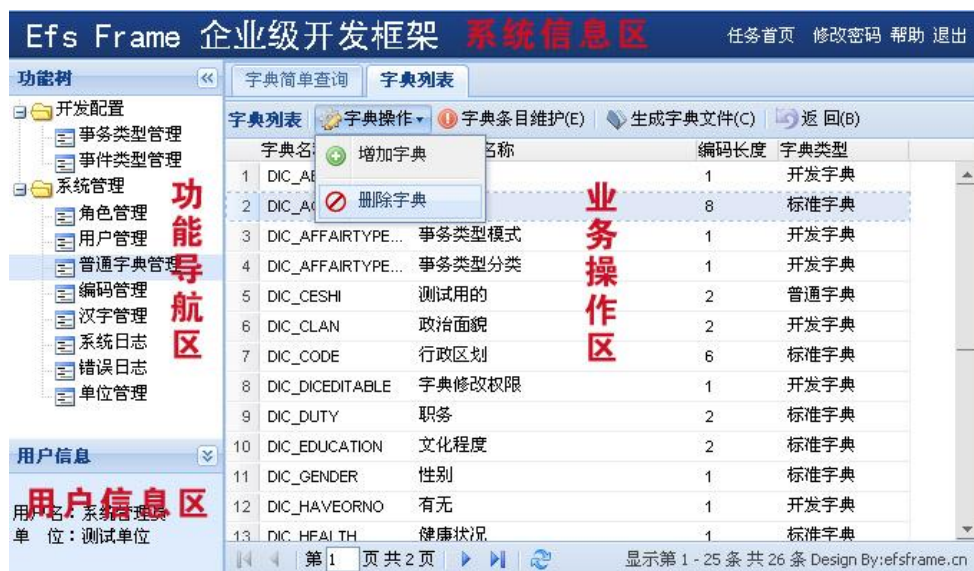 Efs Frame 企业级开发框架 系统信息区 任务首页 修改密码 帮助 退出
功能树
开发配置
事务类型管理
事件类型管理
系统管理
角色管理
用户管理
普通字典管理
编码管理
汉字管理
系统日志
错误日志
单位管理
功能导航区
用户信息
用户信息区
用户名：系统管理员
单 位：测试单位
字典简单查询 字典列表
字典列表 字典操作 字典条目维护(E) 生成字典文件(C) 返 回(B)
增加字典
删除字典
字典名 名称 编码长度 字典类型
1 DIC_AB 1 开发字典
2 DIC_A 8 标准字典
3 DIC_AFFAIRTYPE... 事务类型模式 1 开发字典
4 DIC_AFFAIRTYPE... 事务类型分类 1 开发字典
5 DIC_CESHI 测试用的 2 普通字典
6 DIC_CLAN 政治面貌 2 开发字典
7 DIC_CODE 行政区划 6 标准字典
8 DIC_DICEDITABLE 字典修改权限 1 开发字典
9 DIC_DUTY 职务 2 标准字典
10 DIC_EDUCATION 文化程度 2 标准字典
11 DIC_GENDER 性别 1 标准字典
12 DIC_HAVEORNO 有无 1 开发字典
13 DIC_HEALTH 健康状况 1 标准字典
业务操作区
第 1 页 共 2 页 显示第 1 - 25 条 共 26 条 Design By:efsframe.cn